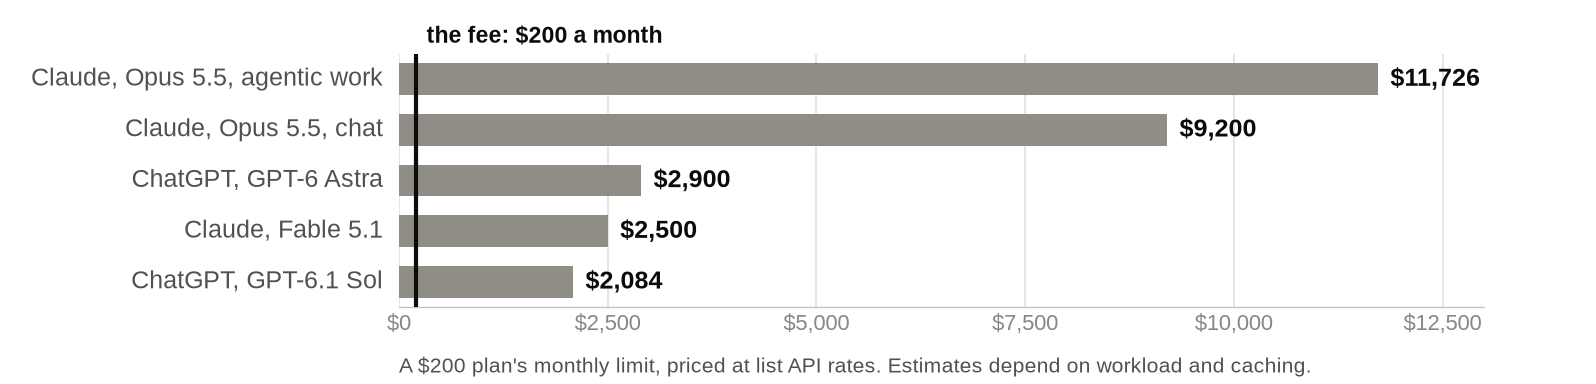 the fee: $200 a month
Claude, Opus 5.5, agentic work $11,726
Claude, Opus 5.5, chat $9,200
ChatGPT, GPT-6 Astra $2,900
Claude, Fable 5.1 $2,500
ChatGPT, GPT-6.1 Sol $2,084
$0 $2,500 $5,000 $7,500 $10,000 $12,500
A $200 plan's monthly limit, priced at list API rates. Estimates depend on workload and caching.